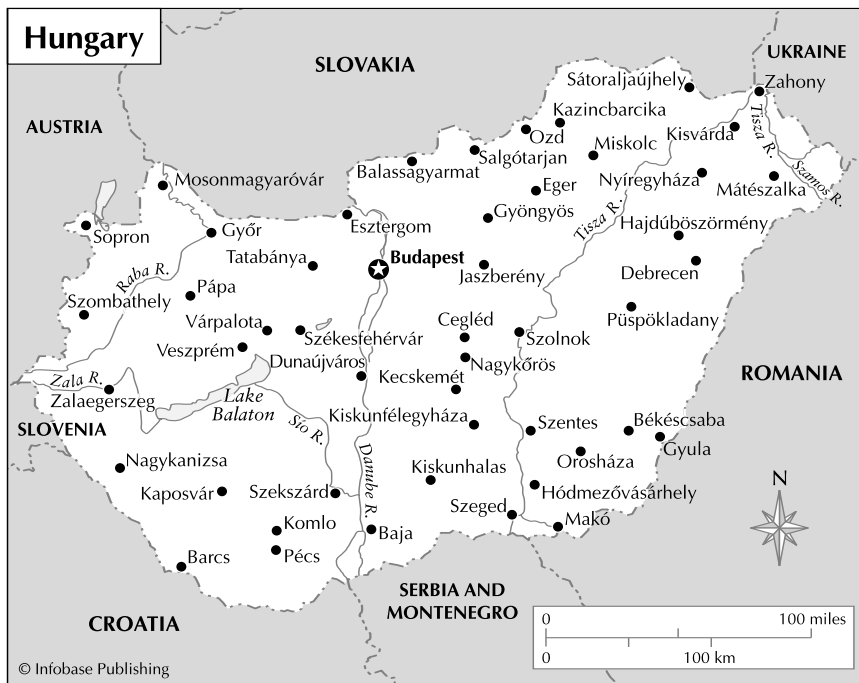 Hungary
UKRAINE
SLOVAKIA
Sátoraljaújhely
Zahony
Kazincbarcika
AUSTRIA
Ozd
Kisvárda
Tisza R.
Miskolc
Salgótarjan
Balassagyarmat
Szamos R.
Mosonmagyaróvár
Nyíregyháza
Mátészalka
Eger
Gyöngyös
Tisza R.
Esztergom
Hajdúböszörmény
Sopron
Győr
Budapest
Tatabánya
Jaszberény
Debrecen
Raba R.
Pápa
Szombathely
Püspökladany
Várpalota
Székesfehérvár
Cegléd
Szolnok
Veszprém
Dunaújváros
Nagykőrös
Kecskemét
ROMANIA
Zala R.
Zalaegerszeg
Lake
Balaton
Kiskunfélegyháza
Sío R.
Szentes
Békéscsaba
SLOVENIA
Gyula
Orosháza
Nagykanizsa
Danube R.
Kiskunhalas
N
Kaposvár
Szekszárd
Hódmezővásárhely
Szeged
Makó
Komlo
Baja
Pécs
Barcs
SERBIA AND
MONTENEGRO
CROATIA
0 100 miles
0 100 km
© Infobase Publishing